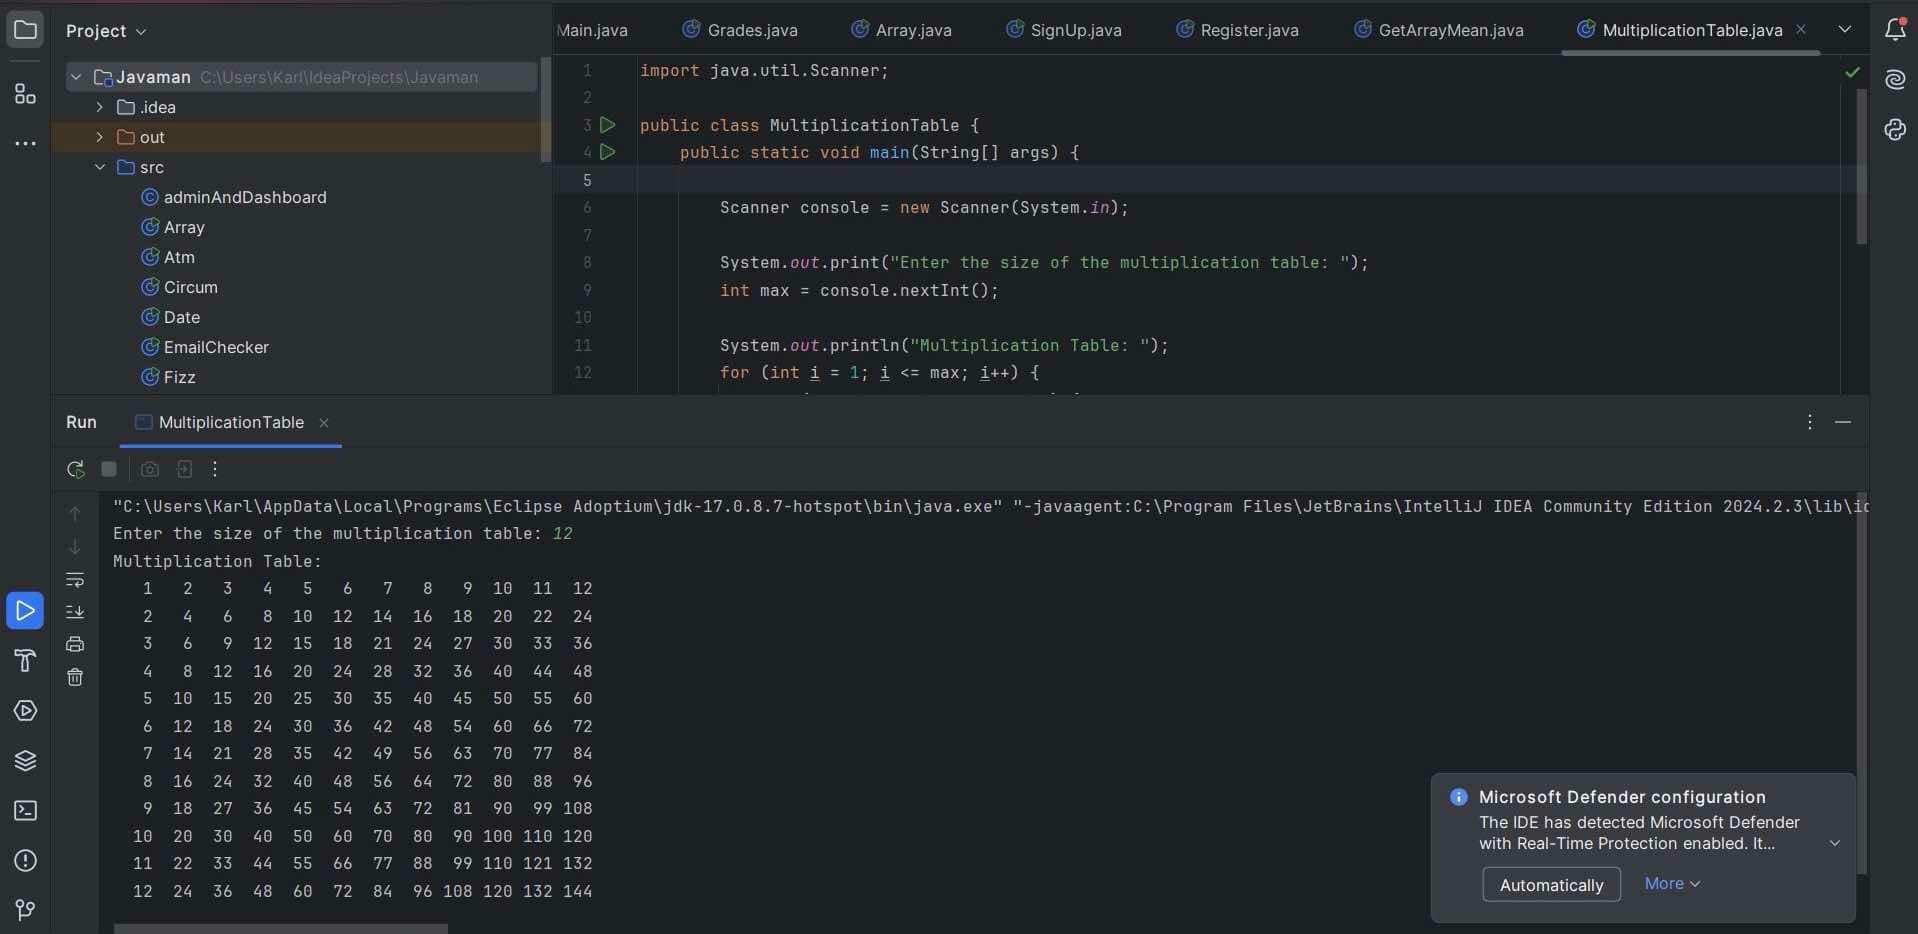 Project
Main.java Grades.java Array.java SignUp.java Register.java GetArrayMean.java MultiplicationTable.java
Javaman C:\Users\Karl\IdeaProjects\Javaman
.idea
out
src
adminAndDashboard
Array
Atm
Circum
Date
EmailChecker
Fizz
1 import java.util.Scanner;
2
3 public class MultiplicationTable {
4 public static void main(String[] args) {
5
6 Scanner console = new Scanner(System.in);
7
8 System.out.print("Enter the size of the multiplication table: ");
9 int max = console.nextInt();
10
11 System.out.println("Multiplication Table: ");
12 for (int i = 1; i <= max; i++) {
Run MultiplicationTable
"C:\Users\Karl\AppData\Local\Programs\Eclipse Adoptium\jdk-17.0.8.7-hotspot\bin\java.exe" "-javaagent:C:\Program Files\JetBrains\IntelliJ IDEA Community Edition 2024.2.3\lib\
Enter the size of the multiplication table: 12
Multiplication Table:
1 2 3 4 5 6 7 8 9 10 11 12
2 4 6 8 10 12 14 16 18 20 22 24
3 6 9 12 15 18 21 24 27 30 33 36
4 8 12 16 20 24 28 32 36 40 44 48
5 10 15 20 25 30 35 40 45 50 55 60
6 12 18 24 30 36 42 48 54 60 66 72
7 14 21 28 35 42 49 56 63 70 77 84
8 16 24 32 40 48 56 64 72 80 88 96
9 18 27 36 45 54 63 72 81 90 99 108
10 20 30 40 50 60 70 80 90 100 110 120
11 22 33 44 55 66 77 88 99 110 121 132
12 24 36 48 60 72 84 96 108 120 132 144
Microsoft Defender configuration
The IDE has detected Microsoft Defender
with Real-Time Protection enabled. It...
Automatically More